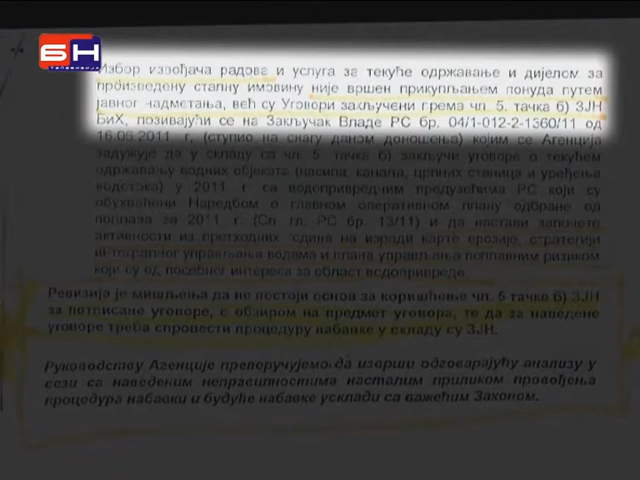 БН
ТЕЛЕВИЗИЈА
Избор извођача радова и услуга за текуће одржавање и дијелом за
произведену сталну имовину није вршен прикупљањем понуда путем
јавног надметања, већ су Уговори закључени према чл. 5. тачка б) ЗЈН
БиХ, позивајући се на Закључак Владе РС бр. 04/1-012-2-1360/11 од
16.06.2011. г, (ступио на снагу даном доношења) којим се Агенција
задужује да у складу са чл. 5 тачке б) закључи уговоре о текућем
одржавању водних објеката (насипа, канала, црпних станица и уређења
водстока) у 2011 г. са водопривредним предузећима РС који су
обухваћени Наредбом о главном оперативном плану одбране од
поплаза за 2011. г. (Сл. гл. РС бр. 13/11) и да настави започете
активности из претходних година на изради карте ерозије, стратегији
интегралног управљања водама и плана управљања поплавним ризиком
који су од посебног интереса за област водопривреде.
Ревизија је мишљења да не постоји основ за коришћење чл. 5 тачке б) ЗЈН
за потписане уговоре, с обзиром на предмет уговора, те да за наведене
уговоре треба спровести процедуру набавке у складу су ЗЈН.
Руководству Агенције препоручујемо да изврши одговарајућу анализу у
вези са наведеним неправилностима насталим приликом провођења
процедура набавки и будуће набавке усклади са важећим Законом.